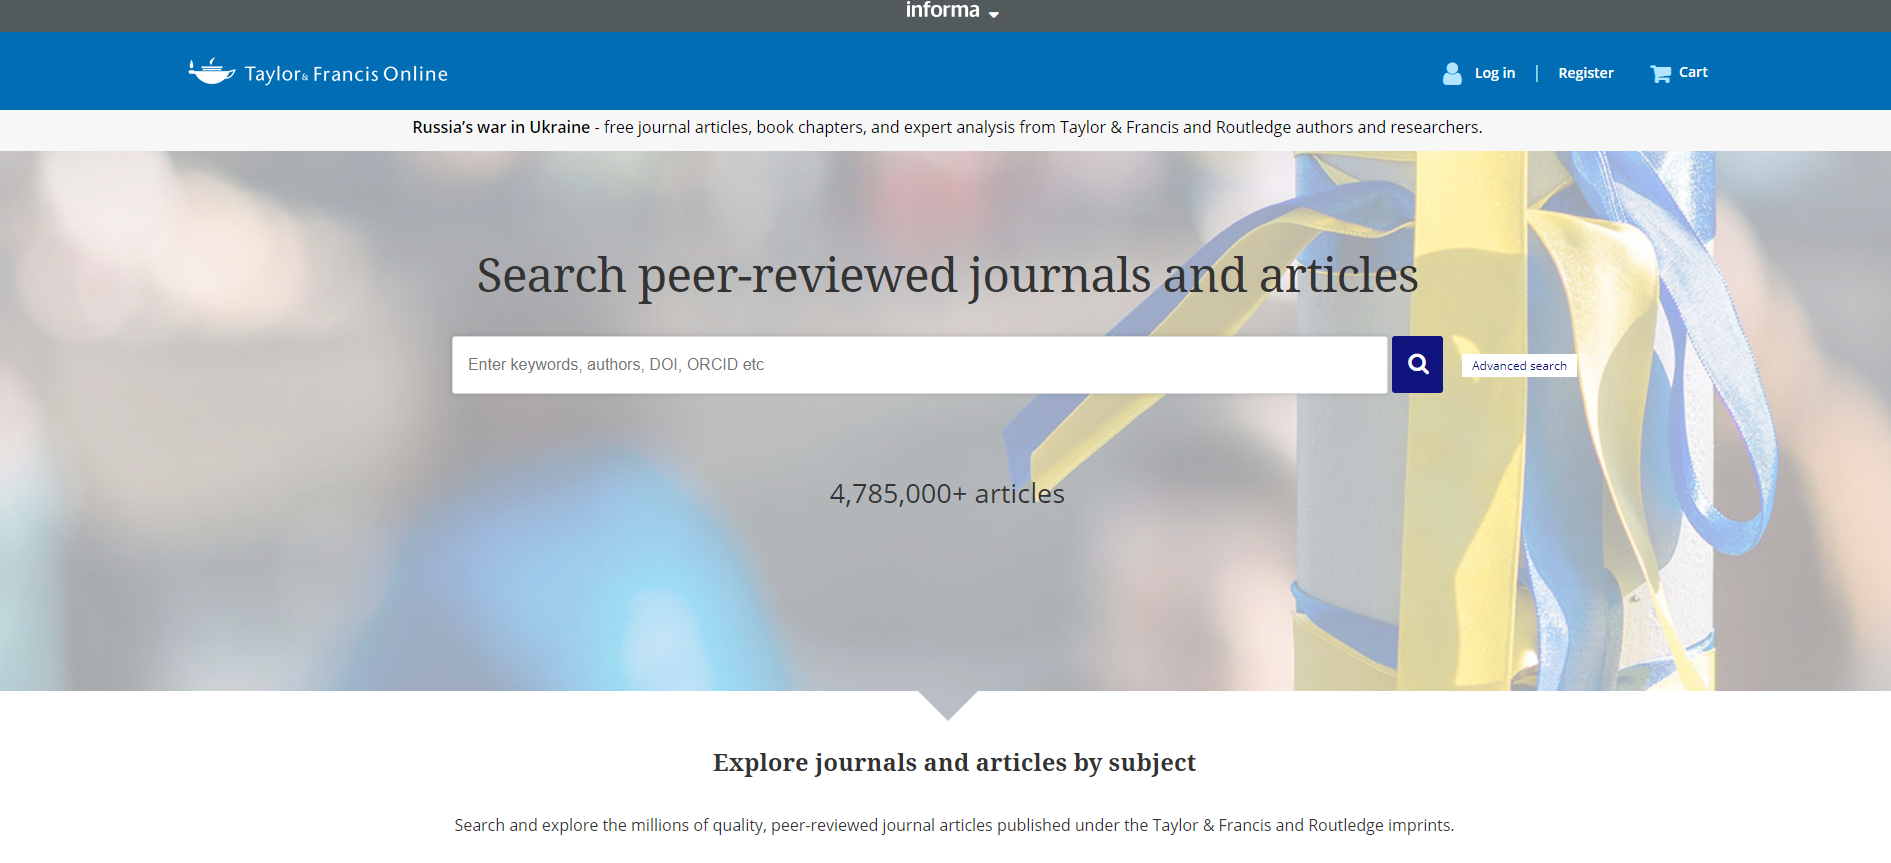 informa
Taylor & Francis Online
Log in | Register
Cart
Russia’s war in Ukraine - free journal articles, book chapters, and expert analysis from Taylor & Francis and Routledge authors and researchers.
Search peer-reviewed journals and articles
Enter keywords, authors, DOI, ORCID etc
Advanced search
4,785,000+ articles
Explore journals and articles by subject
Search and explore the millions of quality, peer-reviewed journal articles published under the Taylor & Francis and Routledge imprints.